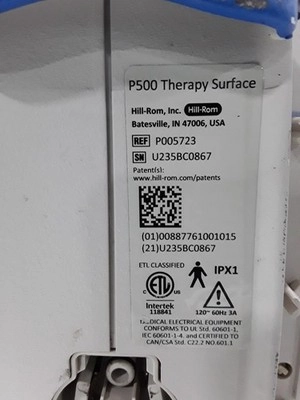 P500 Therapy Surface
Hill-Rom, Inc. Hill-Rom
Batesville, IN 47006, USA
REF P005723
SN U235BC0867
Patent(s):
www.hill-rom.com/patents
(01)00887761001015
(21)U235BC0867
ETL CLASSIFIED
IPX1
ETL
Intertek
118841
120~ 60Hz 3A
MEDICAL ELECTRICAL EQUIPMENT
CONFORMS TO UL Std. 60601-1,
IEC 60601-1-4. and CERTIFIED TO
CAN/CSA Std. C22.2 NO.601.1